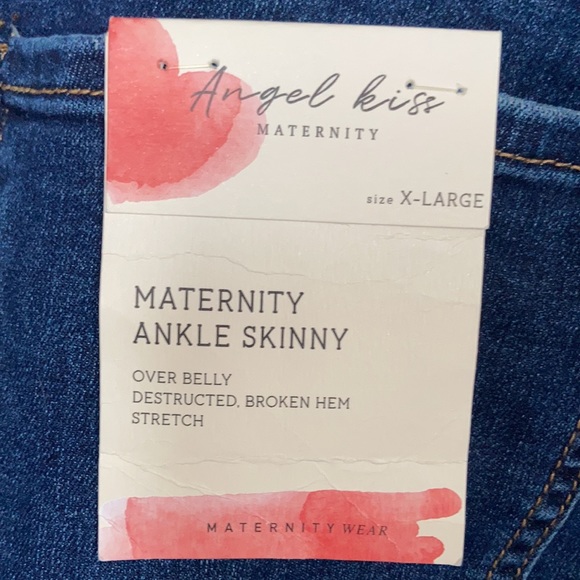 Angel kiss
MATERNITY
size X-LARGE
MATERNITY
ANKLE SKINNY
OVER BELLY
DESTRUCTED, BROKEN HEM
STRETCH
MATERNITY WEAR